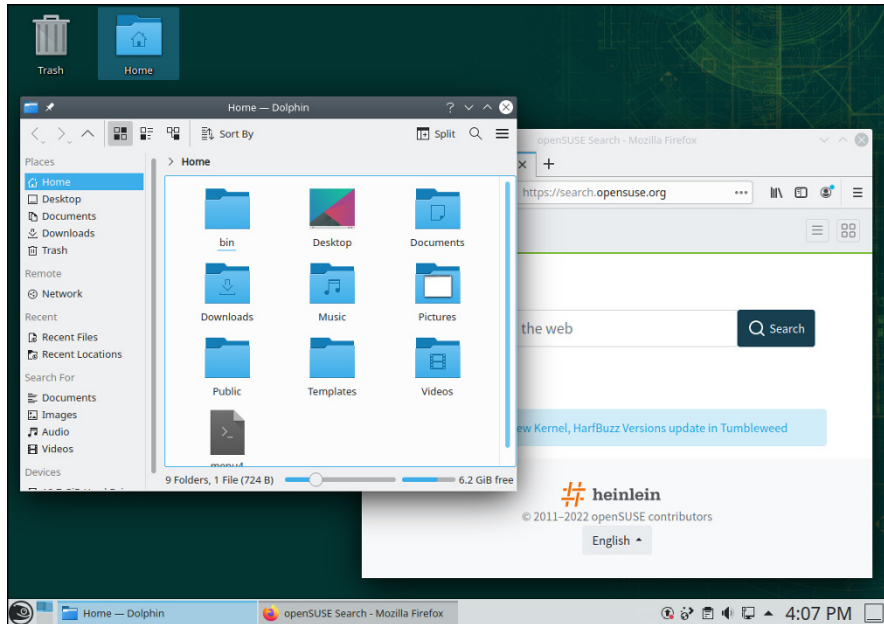 Trash
Home
Home — Dolphin
Sort By
Split
Places
Home
Desktop
Documents
Downloads
Trash
Remote
Network
Recent
Recent Files
Recent Locations
Search For
Documents
Images
Audio
Videos
Devices
Home
bin
Desktop
Documents
Downloads
Music
Pictures
Public
Templates
Videos
9 Folders, 1 File (724 B)
6.2 GiB free
openSUSE Search - Mozilla Firefox
https://search.opensuse.org
the web
Search
Kernel, HarfBuzz Versions update in Tumbleweed
heinlein
© 2011–2022 openSUSE contributors
English
Home — Dolphin
openSUSE Search - Mozilla Firefox
4:07 PM